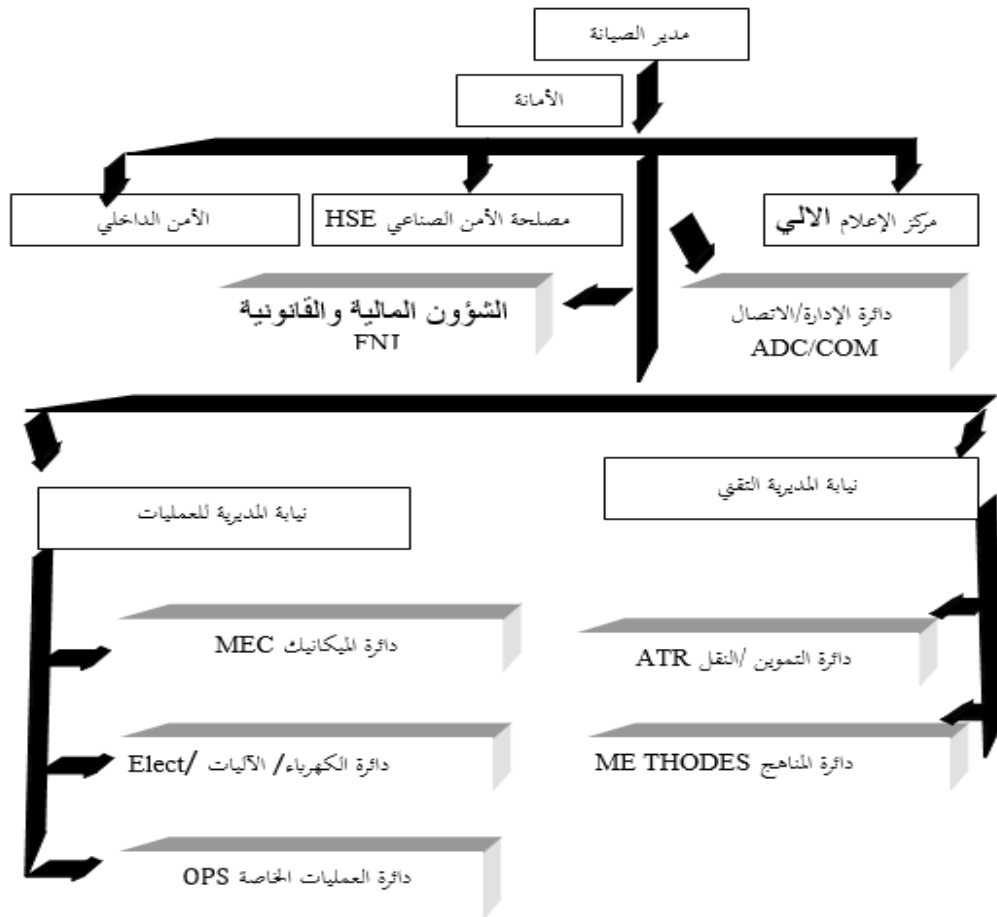 مدير الصيانة
الأمانة
مركز الإعلام الالي
مصلحة الأمن الصناعي HSE
الأمن الداخلي
دائرة الإدارة/الاتصال
ADC/COM
الشؤون المالية والقانونية
FNJ
نيابة المديرية التقني
نيابة المديرية للعمليات
دائرة التموين /النقل ATR
دائرة الميكانيك MEC
دائرة المناهج ME THODES
دائرة الكهرباء/ الآليات /Elect
دائرة العمليات الخاصة OPS